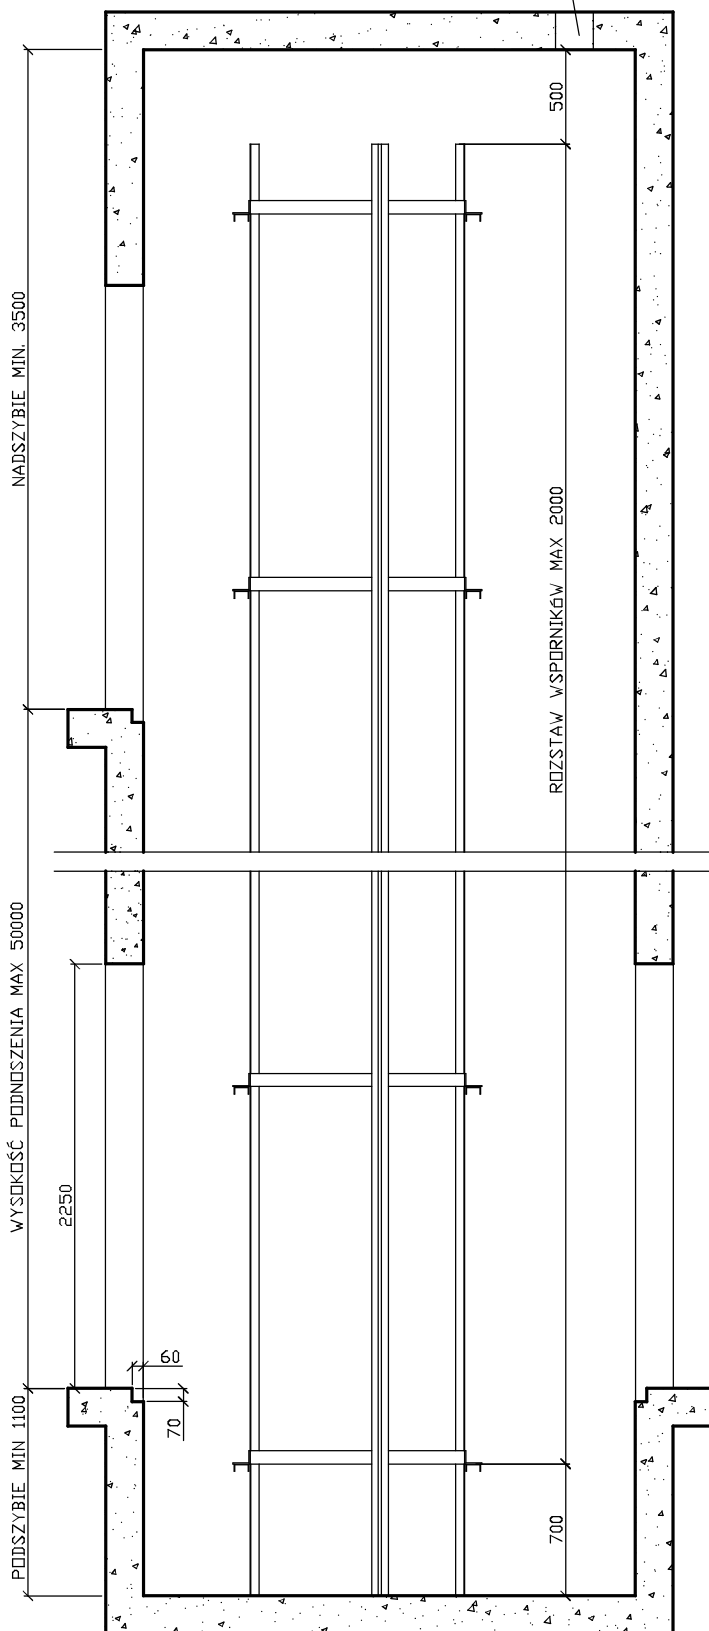 500
NADSZYBIE MIN. 3500
ROZSTAW WSPORNIKÓW MAX 2000
WYSOKOŚĆ PODNOSZENIA MAX 50000
2250
60
70
PODSZYBIE MIN 1100
700